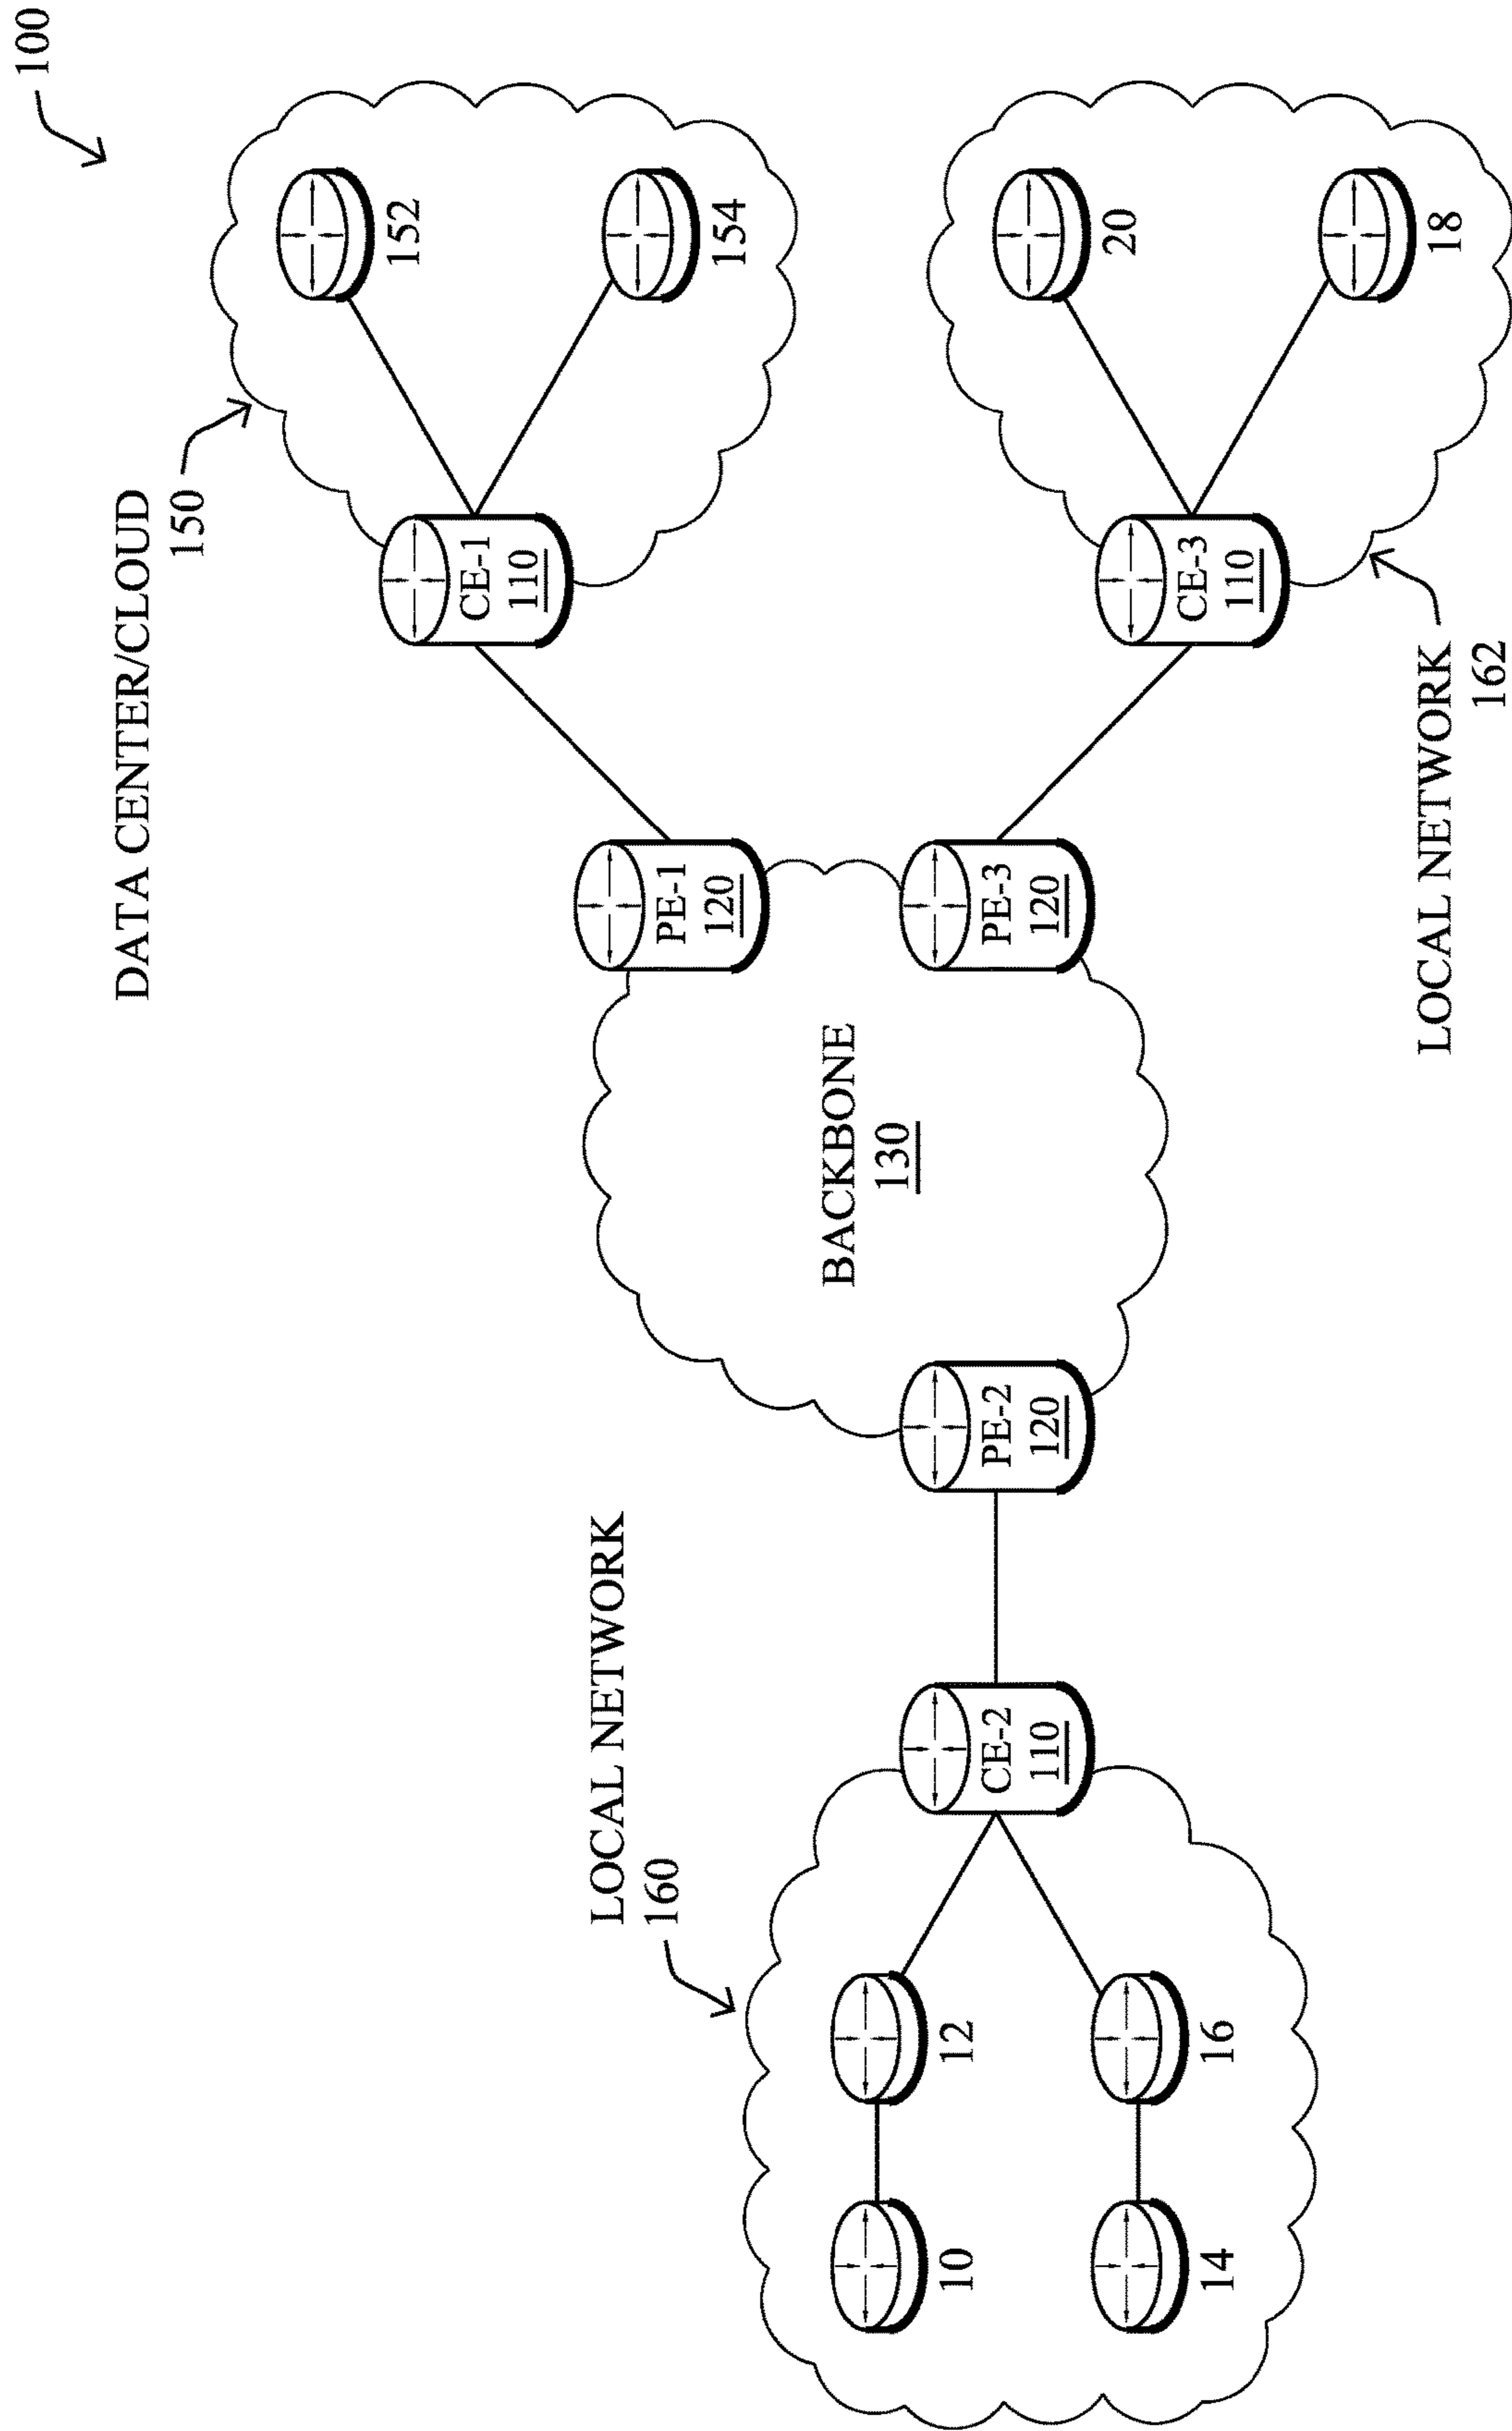 100
DATA CENTER/CLOUD
150
152
154
CE-1
110
PE-1
120
LOCAL NETWORK
160
BACKBONE
130
10
12
14
16
CE-2
110
PE-2
120
PE-3
120
CE-3
110
20
18
LOCAL NETWORK
162